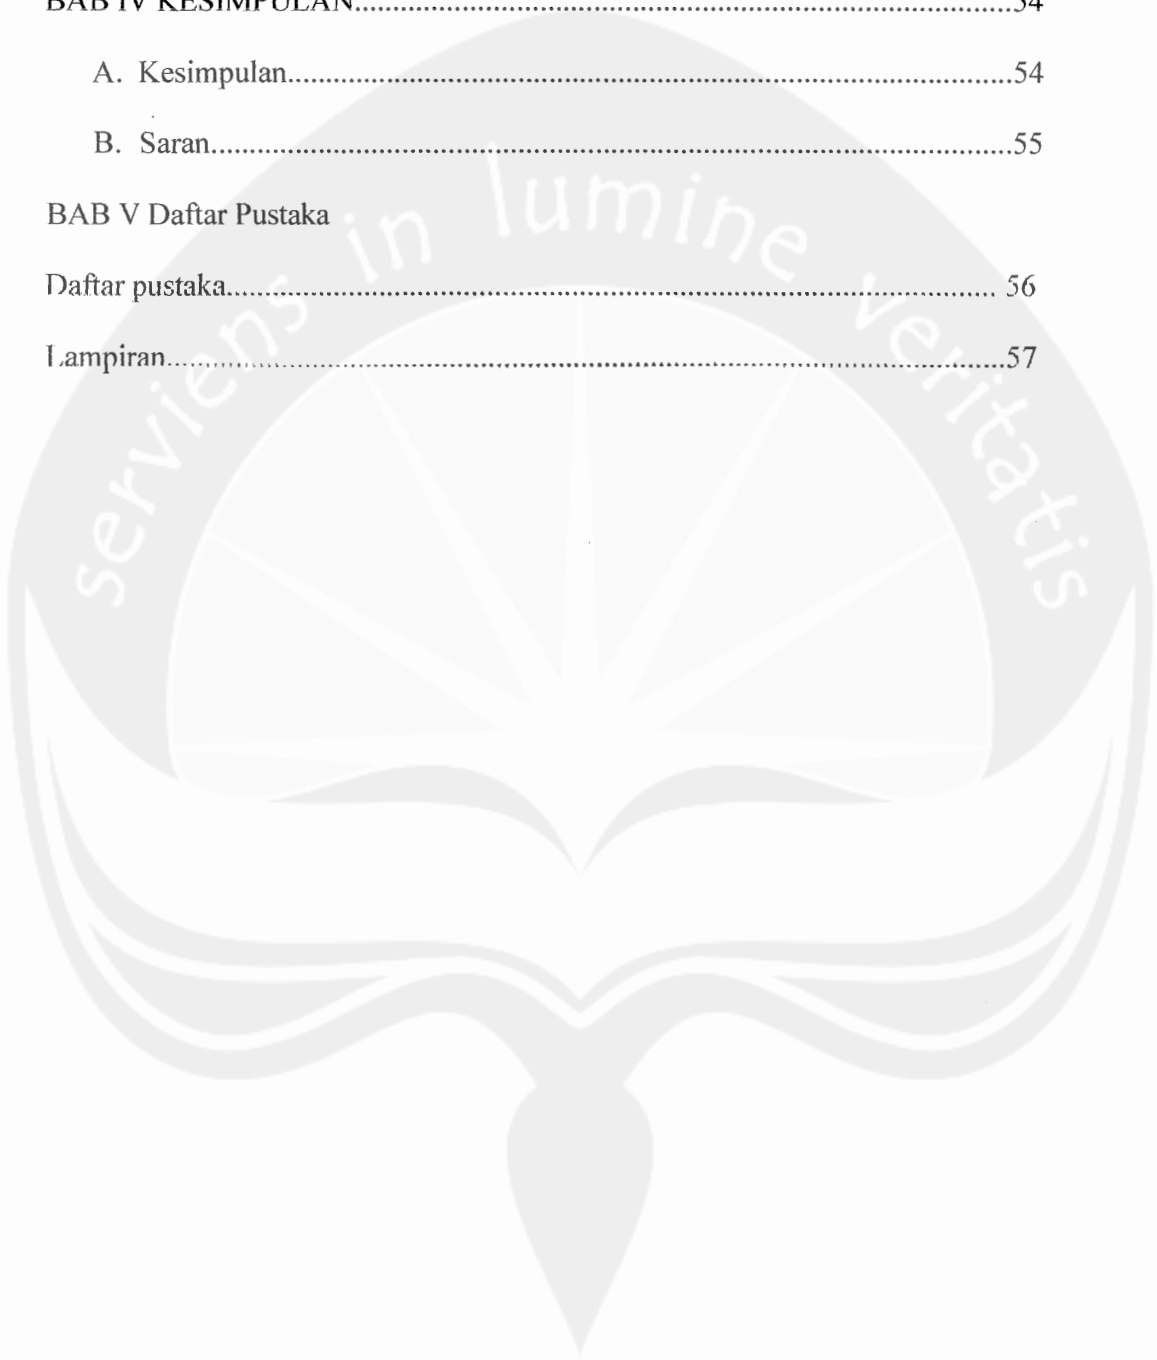 BAB IV KESIMPULAN....................................................................................54
A. Kesimpulan...............................................................................54
B. Saran........................................................................................55
BAB V Daftar Pustaka
Daftar pustaka.................................................................................... 56
Lampiran............................................................................................57
serviens in lumine veritatis